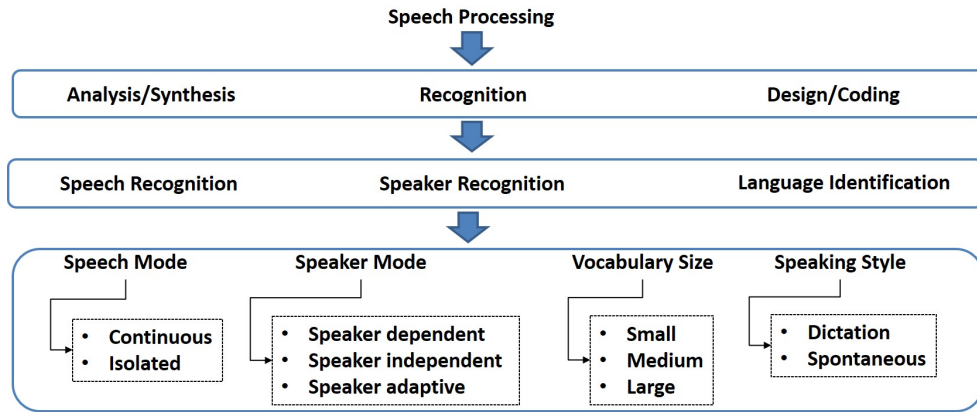 Speech Processing
Analysis/Synthesis Recognition Design/Coding
Speech Recognition Speaker Recognition Language Identification
Speech Mode Speaker Mode Vocabulary Size Speaking Style
• Continuous
• Isolated
• Speaker dependent
• Speaker independent
• Speaker adaptive
• Small
• Medium
• Large
• Dictation
• Spontaneous